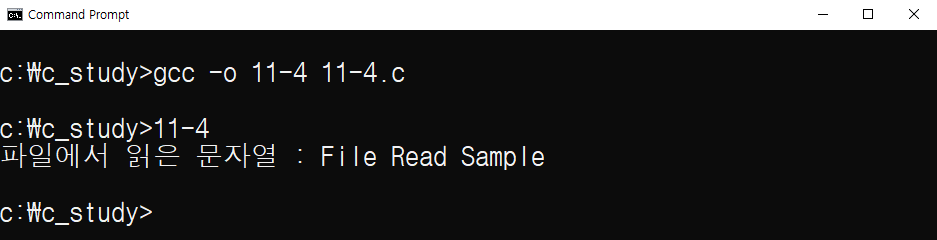 Command Prompt
c:₩c_study>gcc -o 11-4 11-4.c
c:₩c_study>11-4
파일에서 읽은 문자열 : File Read Sample
c:₩c_study>